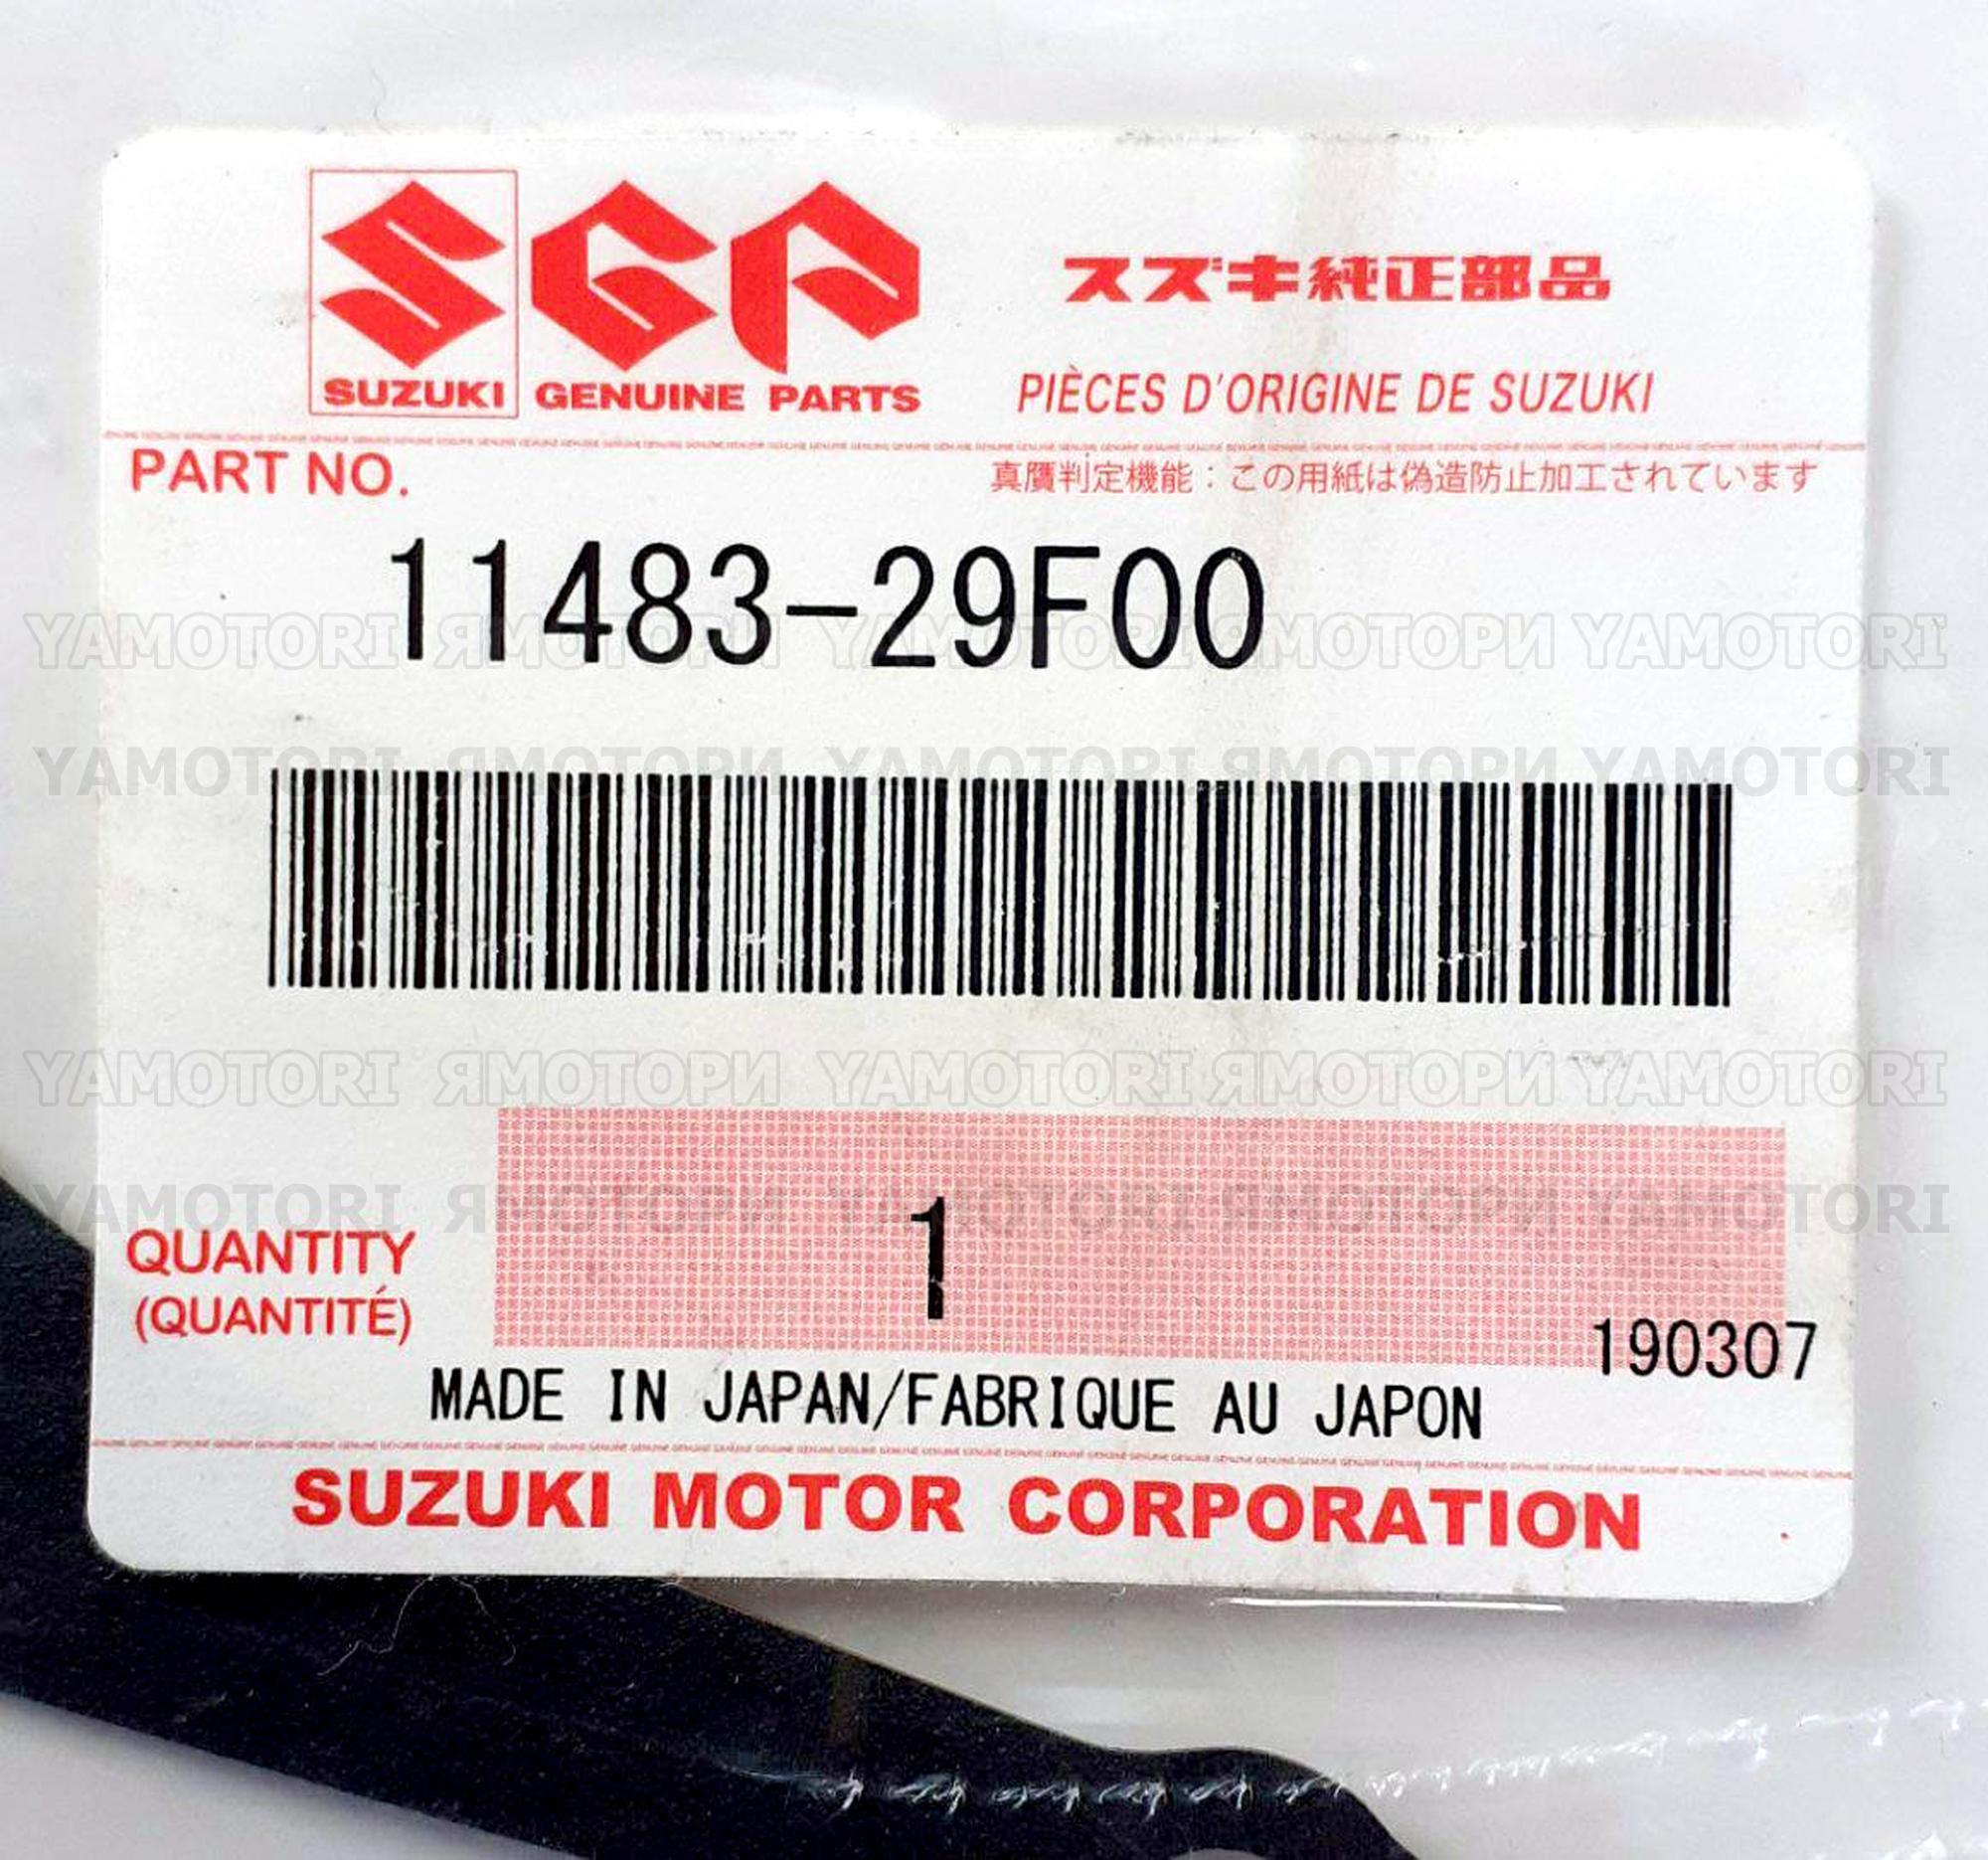 SGP
スズキ純正部品
SUZUKI GENUINE PARTS
PIÈCES D'ORIGINE DE SUZUKI
PART NO.
真贋判定機能：この用紙は偽造防止加工されています
11483-29F00
YAMOTORI ЯМОТОРИ YAMOTORI ЯМОТОРИ YAMOTORI
YAMOTORI ЯМОТОРИ YAMOTORI ЯМОТОРИ YAMOTORI
YAMOTORI ЯМОТОРИ YAMOTORI ЯМОТОРИ YAMOTORI
YAMOTORI ЯМОТОРИ YAMOTORI ЯМОТОРИ YAMOTORI
QUANTITY
(QUANTITÉ)
1
190307
MADE IN JAPAN/FABRIQUE AU JAPON
SUZUKI MOTOR CORPORATION